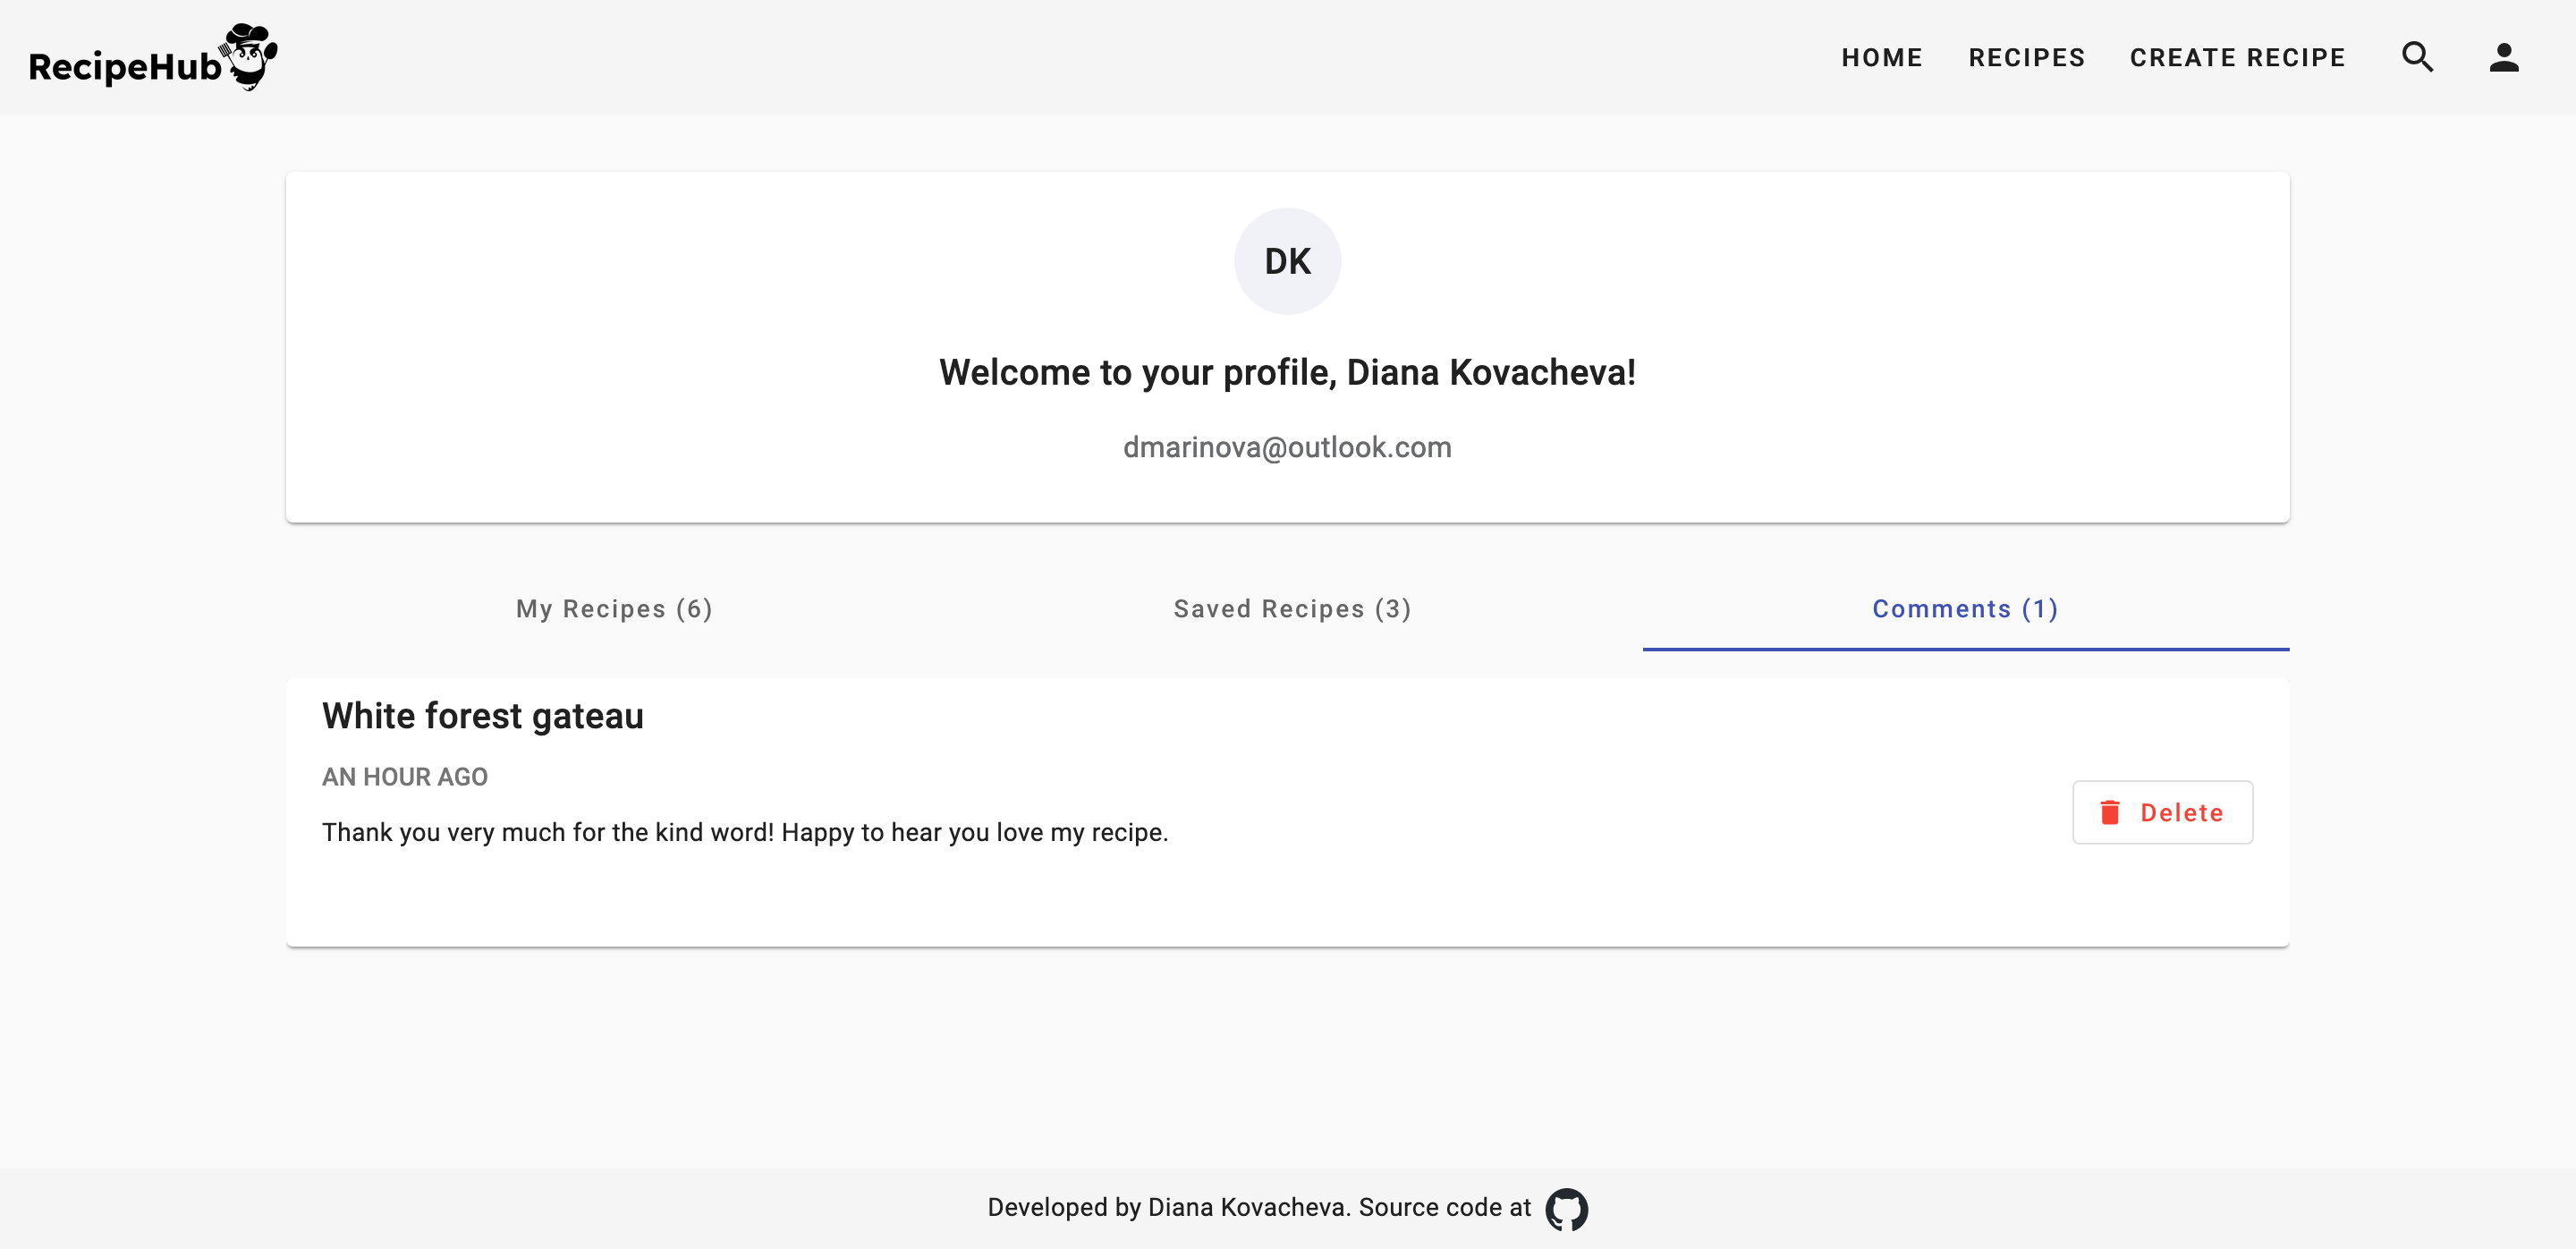 RecipeHub
HOME RECIPES CREATE RECIPE
DK
Welcome to your profile, Diana Kovacheva!
dmarinova@outlook.com
My Recipes (6) Saved Recipes (3) Comments (1)
White forest gateau
AN HOUR AGO
Thank you very much for the kind word! Happy to hear you love my recipe.
Delete
Developed by Diana Kovacheva. Source code at